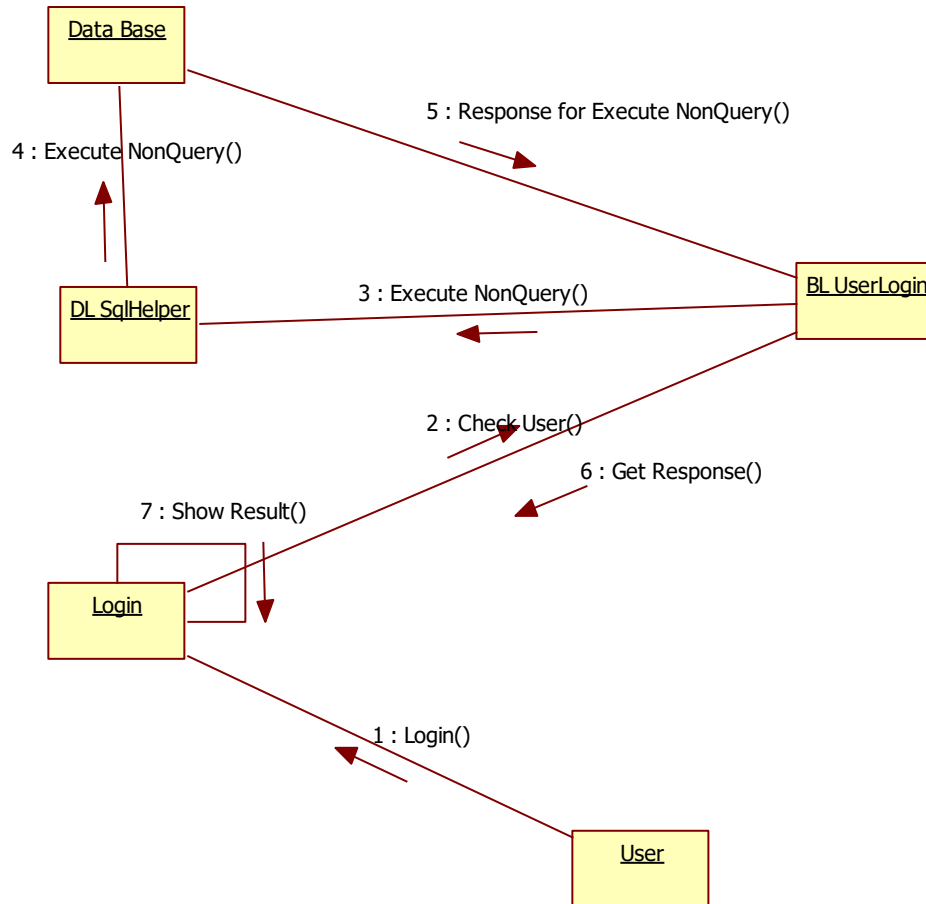 Data Base
5 : Response for Execute NonQuery()
4 : Execute NonQuery()
BL UserLogin
3 : Execute NonQuery()
DL SqlHelper
2 : Check User()
6 : Get Response()
7 : Show Result()
Login
1 : Login()
User